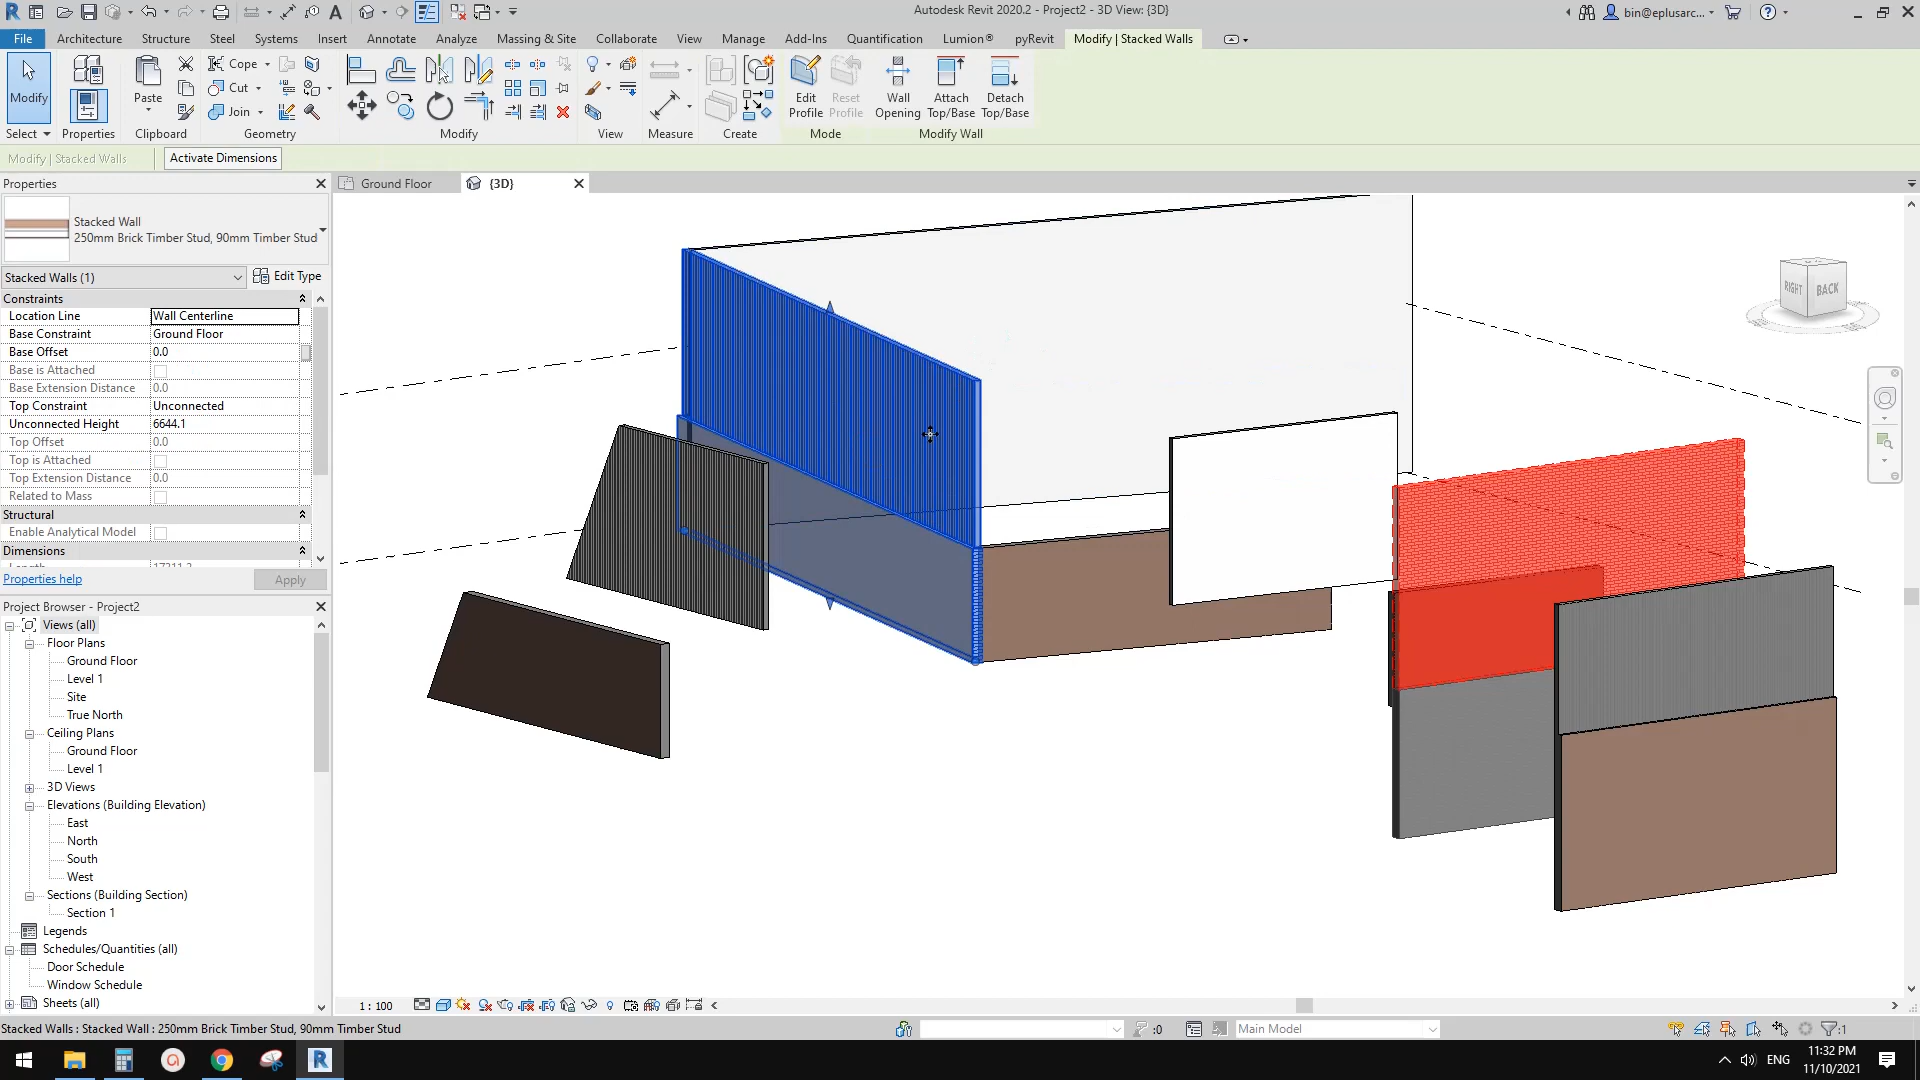 Autodesk Revit 2020.2 - Project2 - 3D View: {3D}
bin@eplusarc...
File Architecture Structure Steel Systems Insert Annotate Analyze Massing & Site Collaborate View Manage Add-Ins Quantification Lumion® pyRevit Modify | Stacked Walls
Modify
Paste
Cope
Cut
Join
Edit Profile
Reset Profile
Wall Opening
Attach Top/Base
Detach Top/Base
Select Properties Clipboard Geometry Modify View Measure Create Mode Modify Wall
Modify | Stacked Walls Activate Dimensions
Properties
Ground Floor {3D}
Stacked Wall
250mm Brick Timber Stud, 90mm Timber Stud
Stacked Walls (1) Edit Type
Constraints
Location Line Wall Centerline
Base Constraint Ground Floor
Base Offset 0.0
Base is Attached
Base Extension Distance 0.0
Top Constraint Unconnected
Unconnected Height 6644.1
Top Offset 0.0
Top is Attached
Top Extension Distance 0.0
Related to Mass
Structural
Enable Analytical Model
Dimensions
Properties help Apply
RIGHT BACK
Project Browser - Project2
Views (all)
Floor Plans
Ground Floor
Level 1
Site
True North
Ceiling Plans
Ground Floor
Level 1
3D Views
Elevations (Building Elevation)
East
North
South
West
Sections (Building Section)
Section 1
Legends
Schedules/Quantities (all)
Door Schedule
Window Schedule
Sheets (all)
1 : 100
Stacked Walls : Stacked Wall : 250mm Brick Timber Stud, 90mm Timber Stud
:0
Main Model
:1
ENG
11:32 PM
11/10/2021